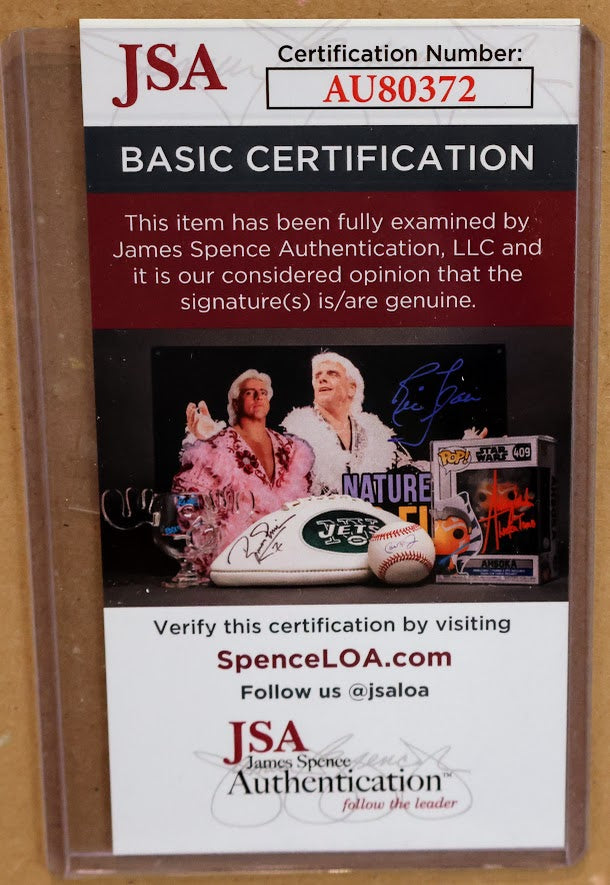 JSA
Certification Number:
AU80372
BASIC CERTIFICATION
This item has been fully examined by
James Spence Authentication, LLC and
it is our considered opinion that the
signature(s) is/are genuine.
NATURE
JETS
POP!
STAR
WARS
409
AHSOKA
Verify this certification by visiting
SpenceLOA.com
Follow us @jsaloa
JSA
James Spence
Authentication™
follow the leader